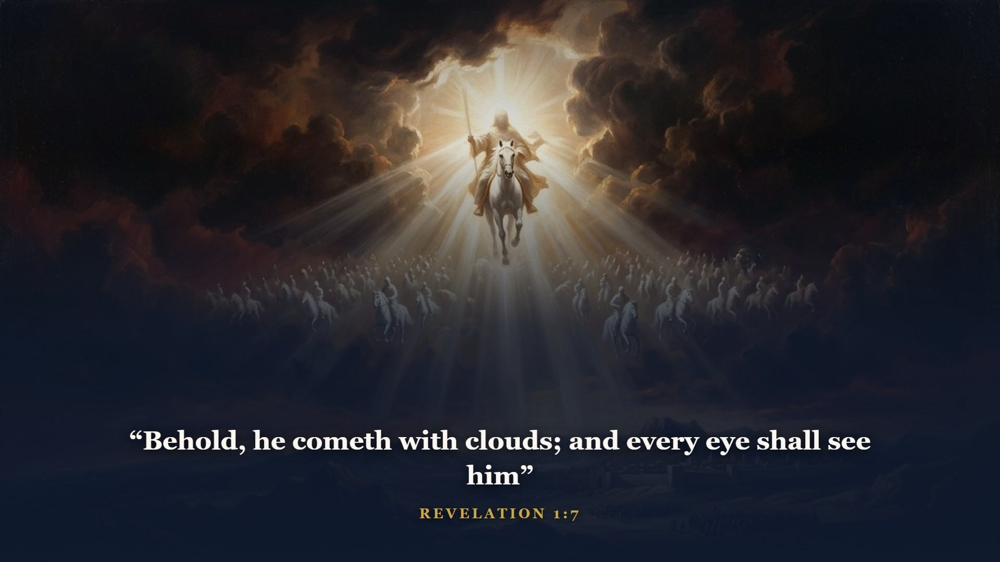 “Behold, he cometh with clouds; and every eye shall see
him”
REVELATION 1:7